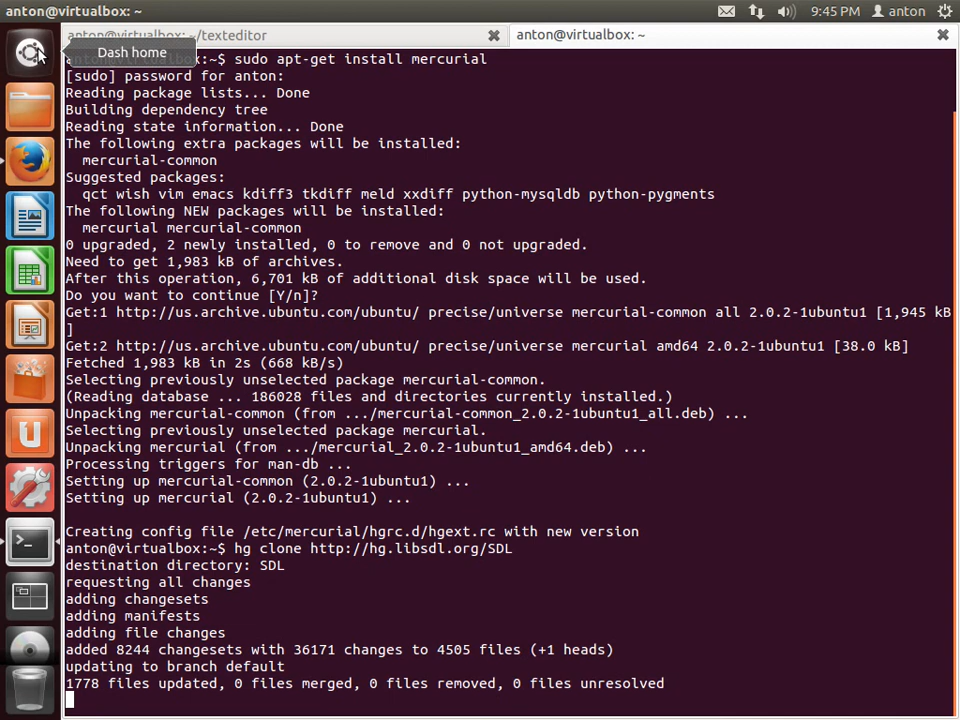 anton@virtualbox: ~
9:45 PM
anton
anton@virtualbox: ~/texteditor
anton@virtualbox: ~
Dash home
anton@virtualbox:~$ sudo apt-get install mercurial
[sudo] password for anton:
Reading package lists... Done
Building dependency tree
Reading state information... Done
The following extra packages will be installed:
mercurial-common
Suggested packages:
qct wish vim emacs kdiff3 tkdiff meld xxdiff python-mysqldb python-pygments
The following NEW packages will be installed:
mercurial mercurial-common
0 upgraded, 2 newly installed, 0 to remove and 0 not upgraded.
Need to get 1,983 kB of archives.
After this operation, 6,701 kB of additional disk space will be used.
Do you want to continue [Y/n]?
Get:1 http://us.archive.ubuntu.com/ubuntu/ precise/universe mercurial-common all 2.0.2-1ubuntu1 [1,945 kB
]
Get:2 http://us.archive.ubuntu.com/ubuntu/ precise/universe mercurial amd64 2.0.2-1ubuntu1 [38.0 kB]
Fetched 1,983 kB in 2s (668 kB/s)
Selecting previously unselected package mercurial-common.
(Reading database ... 186028 files and directories currently installed.)
Unpacking mercurial-common (from .../mercurial-common_2.0.2-1ubuntu1_all.deb) ...
Selecting previously unselected package mercurial.
Unpacking mercurial (from .../mercurial_2.0.2-1ubuntu1_amd64.deb) ...
Processing triggers for man-db ...
Setting up mercurial-common (2.0.2-1ubuntu1) ...
Setting up mercurial (2.0.2-1ubuntu1) ...
Creating config file /etc/mercurial/hgrc.d/hgext.rc with new version
anton@virtualbox:~$ hg clone http://hg.libsdl.org/SDL
destination directory: SDL
requesting all changes
adding changesets
adding manifests
adding file changes
added 8244 changesets with 36171 changes to 4505 files (+1 heads)
updating to branch default
1778 files updated, 0 files merged, 0 files removed, 0 files unresolved